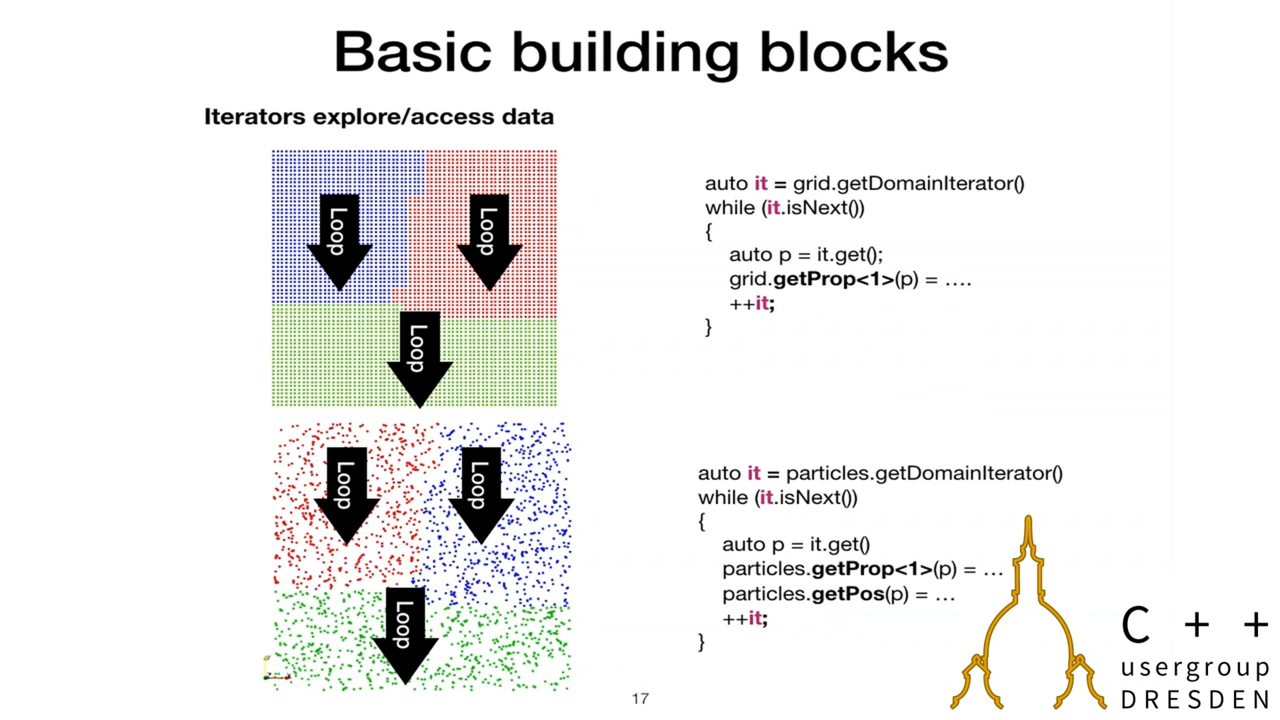 Basic building blocks
Iterators explore/access data
Loop
Loop
Loop
auto it = grid.getDomainIterator()
while (it.isNext())
{
auto p = it.get();
grid.getProp<1>(p) = ….
++it;
}
Loop
Loop
Loop
auto it = particles.getDomainIterator()
while (it.isNext())
{
auto p = it.get()
particles.getProp<1>(p) = …
particles.getPos(p) = …
++it;
}
17
C + +
usergroup
DRESDEN